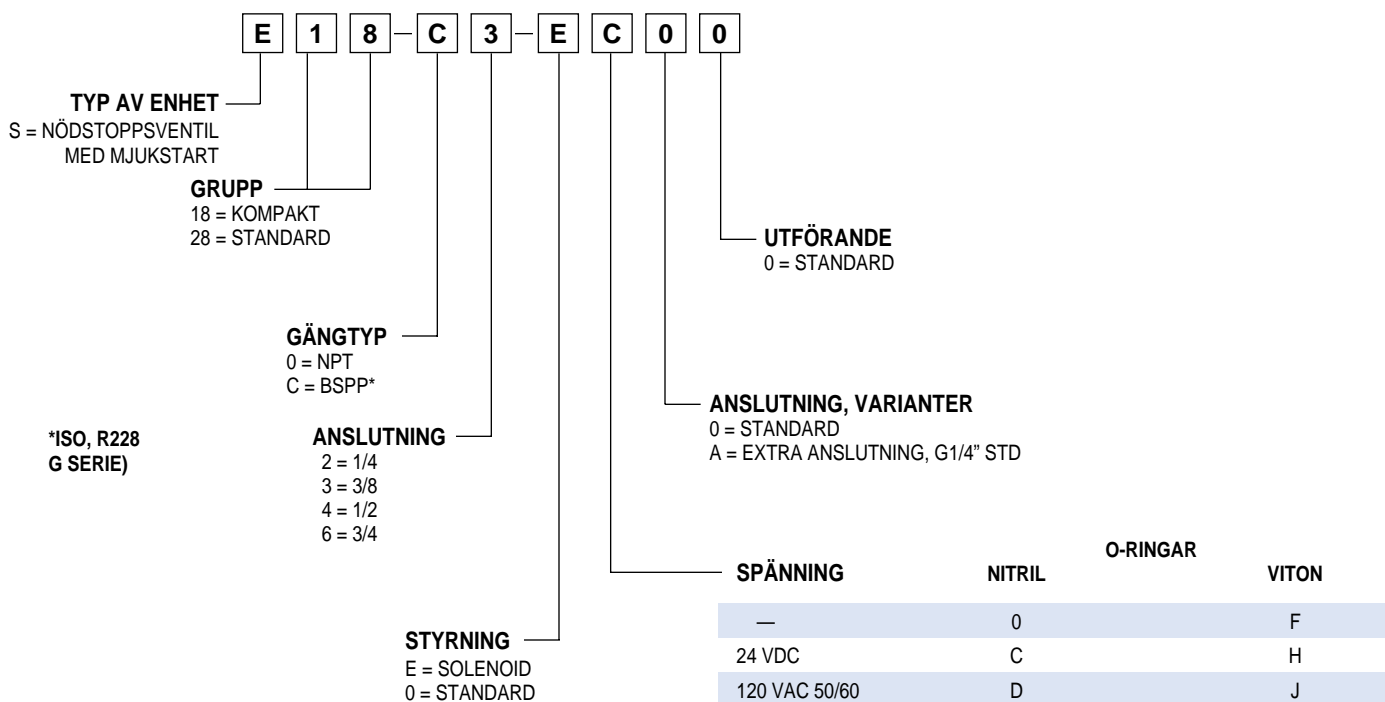 E 1 8 – C 3 – E C 0 0
TYP AV ENHET
S = NÖDSTOPPSVENTIL
MED MJUKSTART
GRUPP
18 = KOMPAKT
28 = STANDARD
UTFÖRANDE
0 = STANDARD
GÄNGTYP
0 = NPT
C = BSPP*
ANSLUTNING, VARIANTER
0 = STANDARD
A = EXTRA ANSLUTNING, G1/4” STD
*ISO, R228
G SERIE)
ANSLUTNING
2 = 1/4
3 = 3/8
4 = 1/2
6 = 3/4
O-RINGAR
SPÄNNING NITRIL VITON
— 0 F
24 VDC C H
120 VAC 50/60 D J
STYRNING
E = SOLENOID
0 = STANDARD